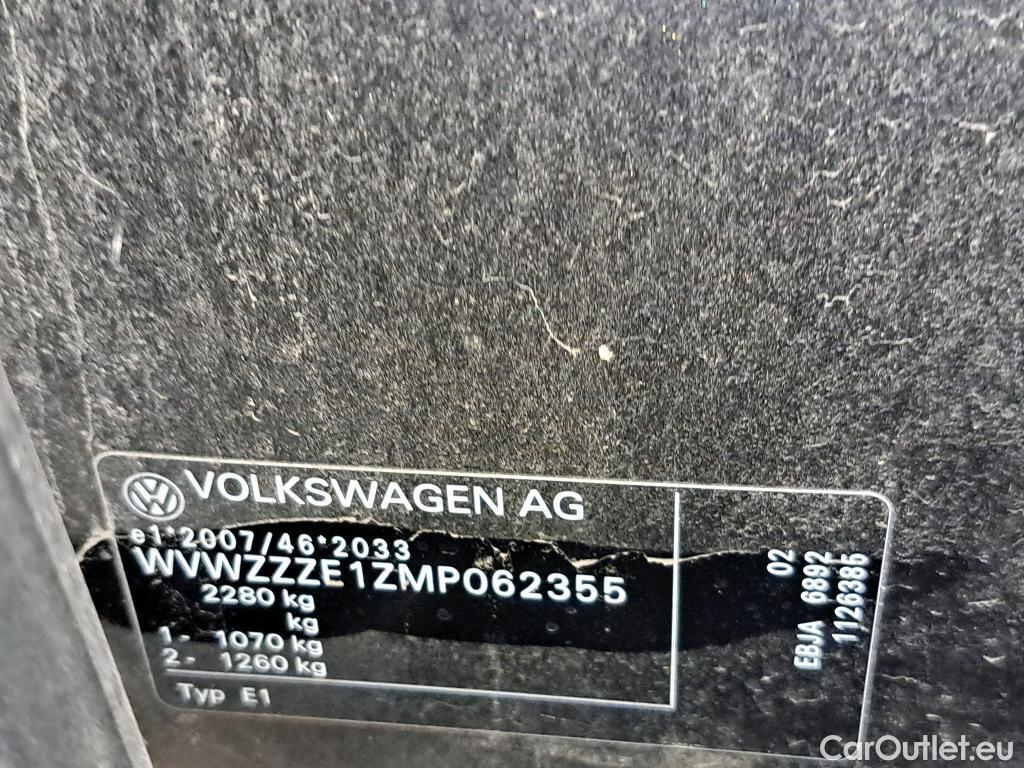 VOLKSWAGEN AG
e1*2007/46*2033
WVWZZZE1ZMP062355
2280 kg
kg
1- 1070 kg
2- 1260 kg
Typ E1
02
EBJA 6892
1126385
CarOutlet.eu